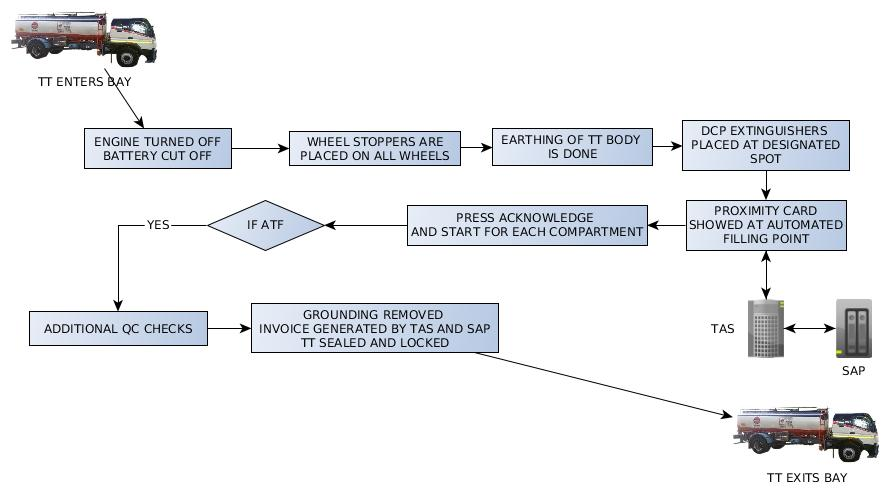 TT ENTERS BAY
ENGINE TURNED OFF
BATTERY CUT OFF
WHEEL STOPPERS ARE
PLACED ON ALL WHEELS
EARTHING OF TT BODY
IS DONE
DCP EXTINGUISHERS
PLACED AT DESIGNATED
SPOT
PROXIMITY CARD
SHOWED AT AUTOMATED
FILLING POINT
PRESS ACKNOWLEDGE
AND START FOR EACH COMPARTMENT
IF ATF
YES
ADDITIONAL QC CHECKS
GROUNDING REMOVED
INVOICE GENERATED BY TAS AND SAP
TT SEALED AND LOCKED
TAS
SAP
TT EXITS BAY